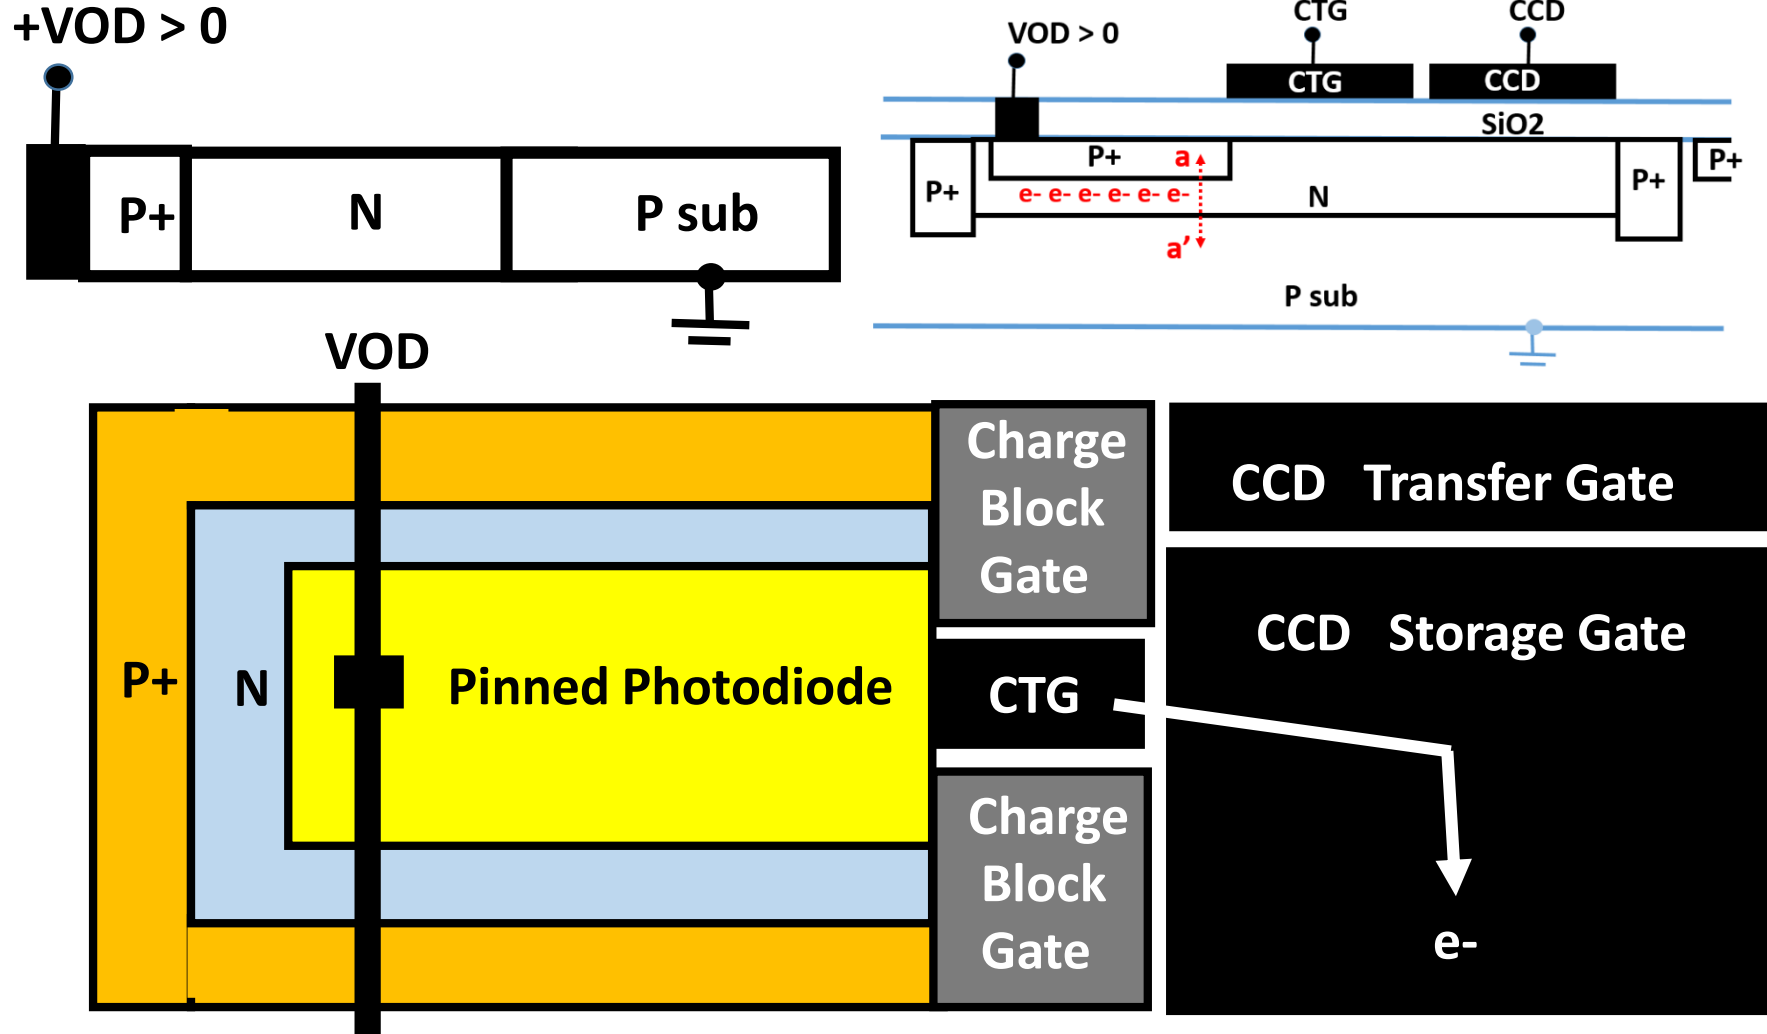 +VOD > 0
P+
N
P sub
CTG
CCD
VOD > 0
CTG
CCD
SiO2
P+
a
P+
P+
P+
e- e- e- e- e- e-
N
a’
P sub
VOD
Charge
Block
Gate
CCD Transfer Gate
CCD Storage Gate
P+
N
Pinned Photodiode
CTG
Charge
Block
Gate
e-